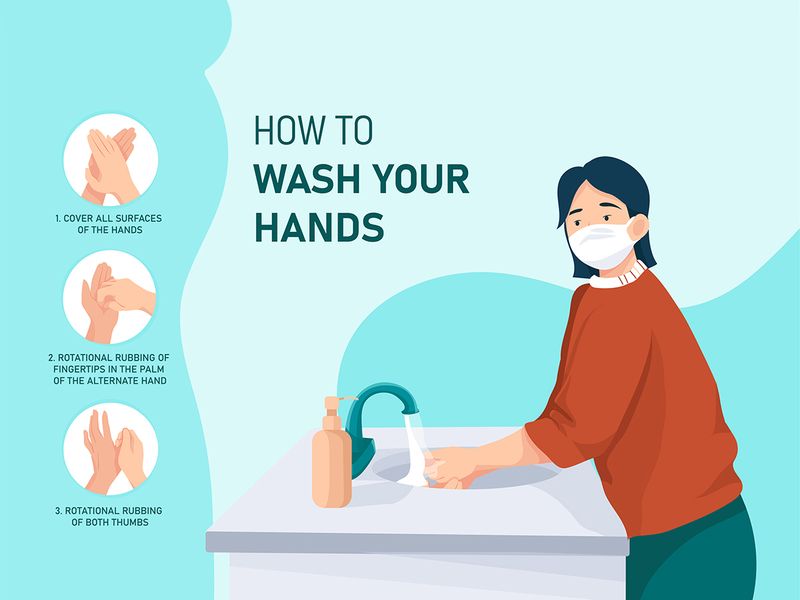 HOW TO
WASH YOUR
HANDS
1. COVER ALL SURFACES
OF THE HANDS
2. ROTATIONAL RUBBING OF
FINGERTIPS IN THE PALM
OF THE ALTERNATE HAND
3. ROTATIONAL RUBBING
OF BOTH THUMBS